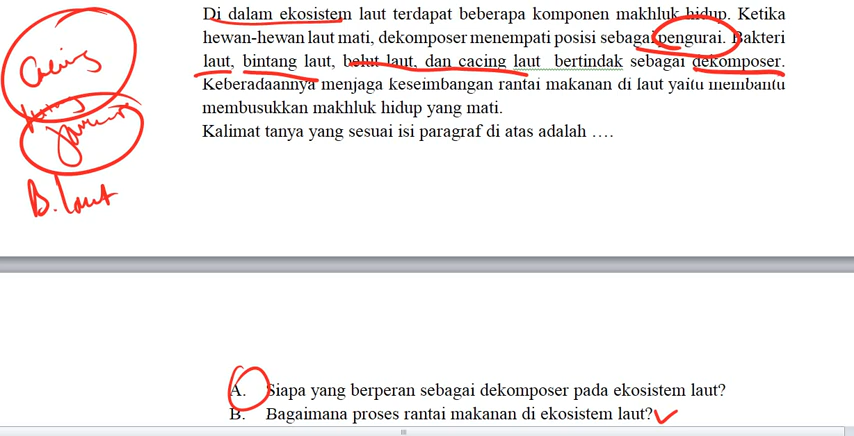 Di dalam ekosistem laut terdapat beberapa komponen makhluk hidup. Ketika
hewan-hewan laut mati, dekomposer menempati posisi sebagai pengurai. Bakteri
laut, bintang laut, belut laut, dan cacing laut bertindak sebagai dekomposer.
Keberadaannya menjaga keseimbangan rantai makanan di laut yaitu membantu
membusukkan makhluk hidup yang mati.
Kalimat tanya yang sesuai isi paragraf di atas adalah ….
Cacing
B. laut
A. Siapa yang berperan sebagai dekomposer pada ekosistem laut?
B. Bagaimana proses rantai makanan di ekosistem laut?